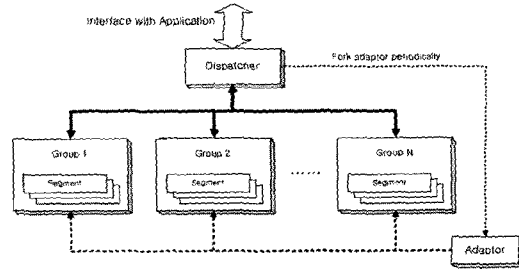 Interface with Application
Dispatcher
Fork adaptor periodically
Group 1
Group 2
......
Group N
Segment
Segment
Segment
Adaptor